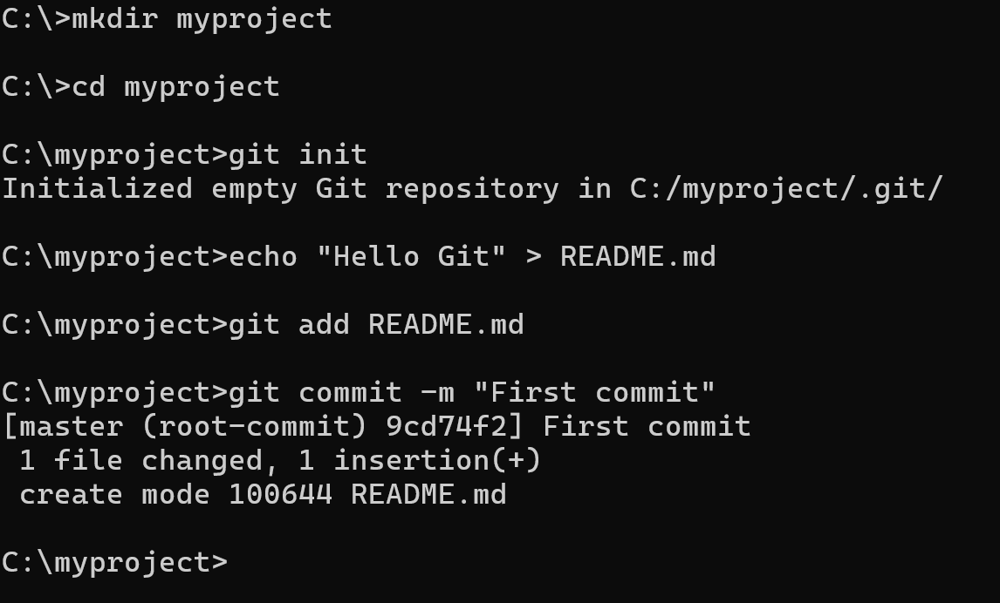 C:\>mkdir myproject
C:\>cd myproject
C:\myproject>git init
Initialized empty Git repository in C:/myproject/.git/
C:\myproject>echo "Hello Git" > README.md
C:\myproject>git add README.md
C:\myproject>git commit -m "First commit"
[master (root-commit) 9cd74f2] First commit
 1 file changed, 1 insertion(+)
 create mode 100644 README.md
C:\myproject>